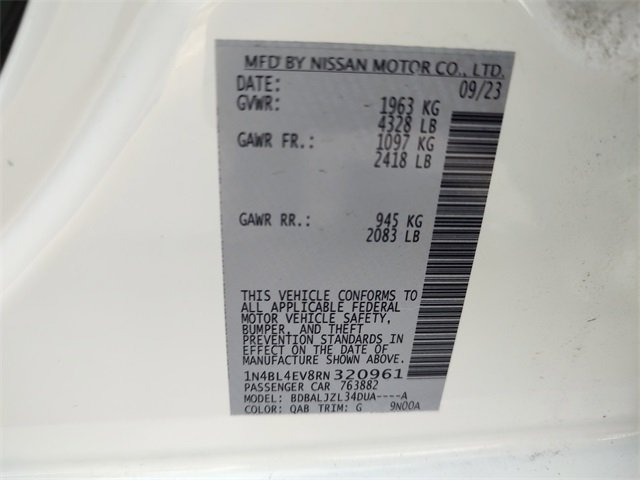 MFD BY NISSAN MOTOR CO., LTD.
DATE: 09/23
GVWR: 1963 KG
4328 LB
GAWR FR.: 1097 KG
2418 LB
GAWR RR.: 945 KG
2083 LB
THIS VEHICLE CONFORMS TO
ALL APPLICABLE FEDERAL
MOTOR VEHICLE SAFETY,
BUMPER, AND THEFT
PREVENTION STANDARDS
IN EFFECT ON THE DATE OF
MANUFACTURE SHOWN ABOVE.
1N4BL4EV8RN320961
PASSENGER CAR 763882
MODEL: BDBALJZL34DUA----A
COLOR: QAB TRIM: G 9N00A